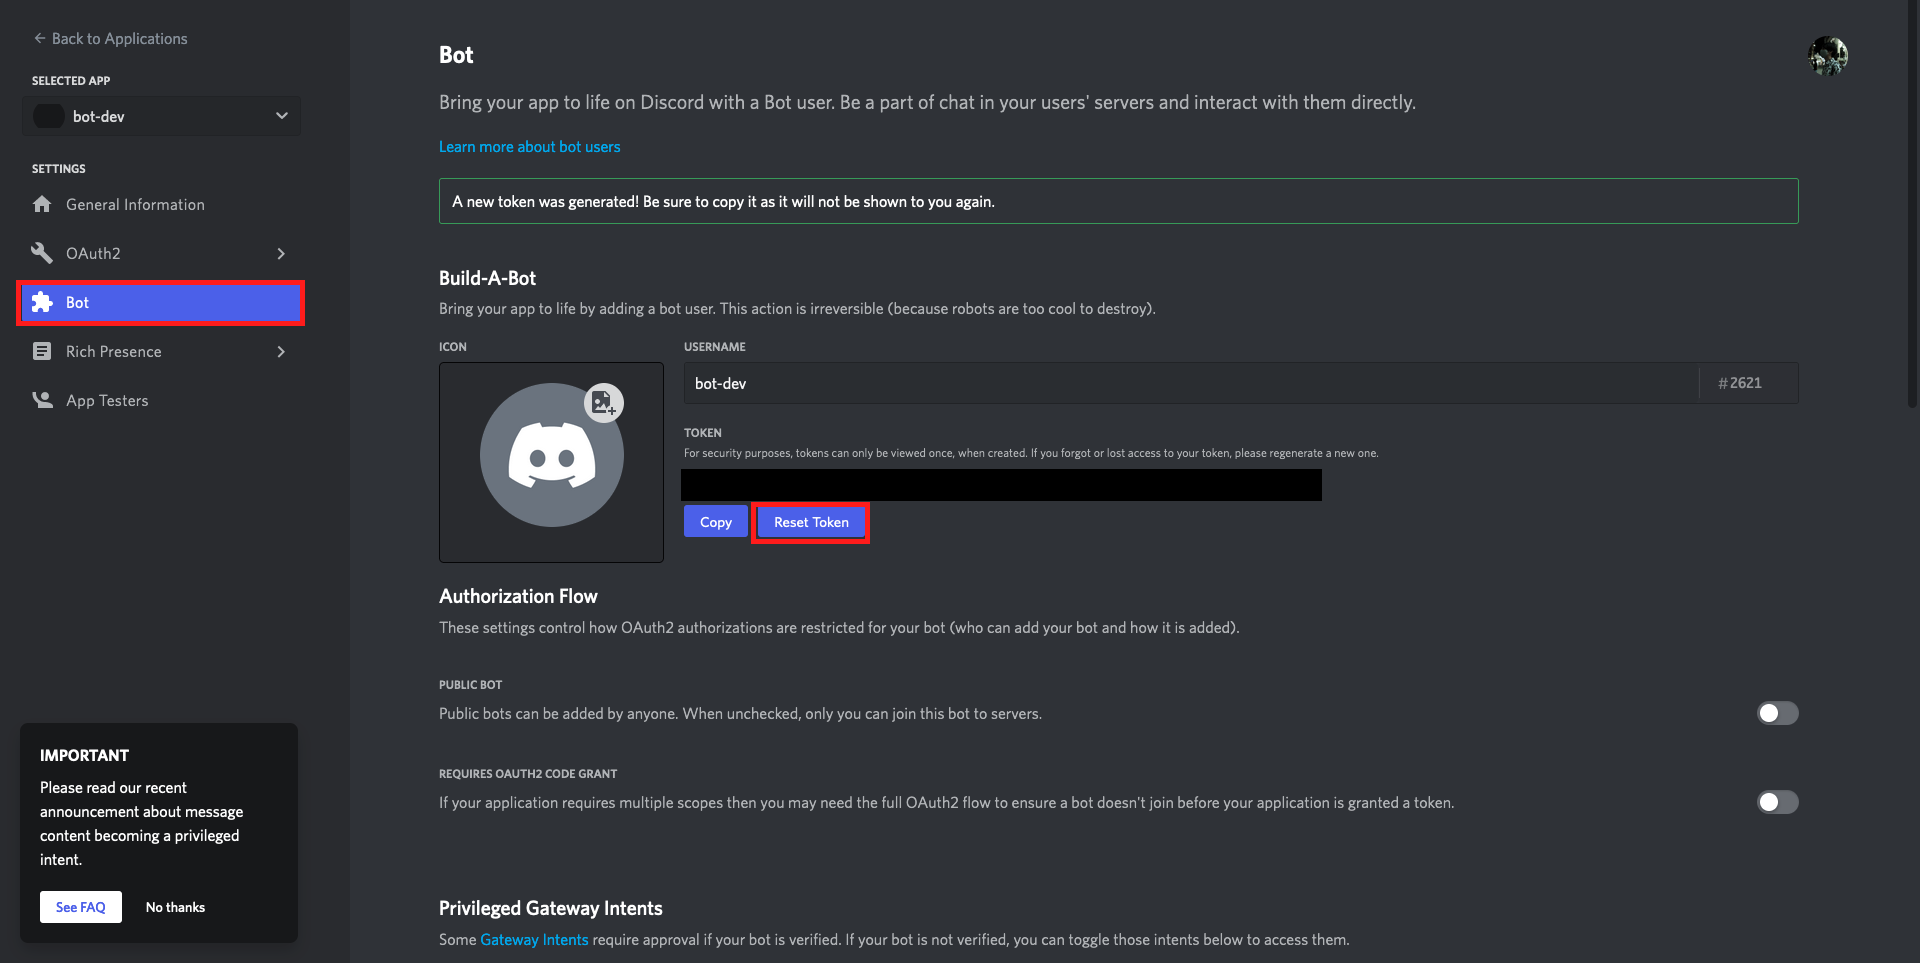 Back to Applications
SELECTED APP
bot-dev
SETTINGS
General Information
OAuth2
Bot
Rich Presence
App Testers
IMPORTANT
Please read our recent
announcement about message
content becoming a privileged
intent.
See FAQ
No thanks
Bot
Bring your app to life on Discord with a Bot user. Be a part of chat in your users' servers and interact with them directly.
Learn more about bot users
A new token was generated! Be sure to copy it as it will not be shown to you again.
Build-A-Bot
Bring your app to life by adding a bot user. This action is irreversible (because robots are too cool to destroy).
ICON
USERNAME
bot-dev
#2621
TOKEN
For security purposes, tokens can only be viewed once, when created. If you forgot or lost access to your token, please regenerate a new one.
Copy
Reset Token
Authorization Flow
These settings control how OAuth2 authorizations are restricted for your bot (who can add your bot and how it is added).
PUBLIC BOT
Public bots can be added by anyone. When unchecked, only you can join this bot to servers.
REQUIRES OAUTH2 CODE GRANT
If your application requires multiple scopes then you may need the full OAuth2 flow to ensure a bot doesn't join before your application is granted a token.
Privileged Gateway Intents
Some Gateway Intents require approval if your bot is verified. If your bot is not verified, you can toggle those intents below to access them.